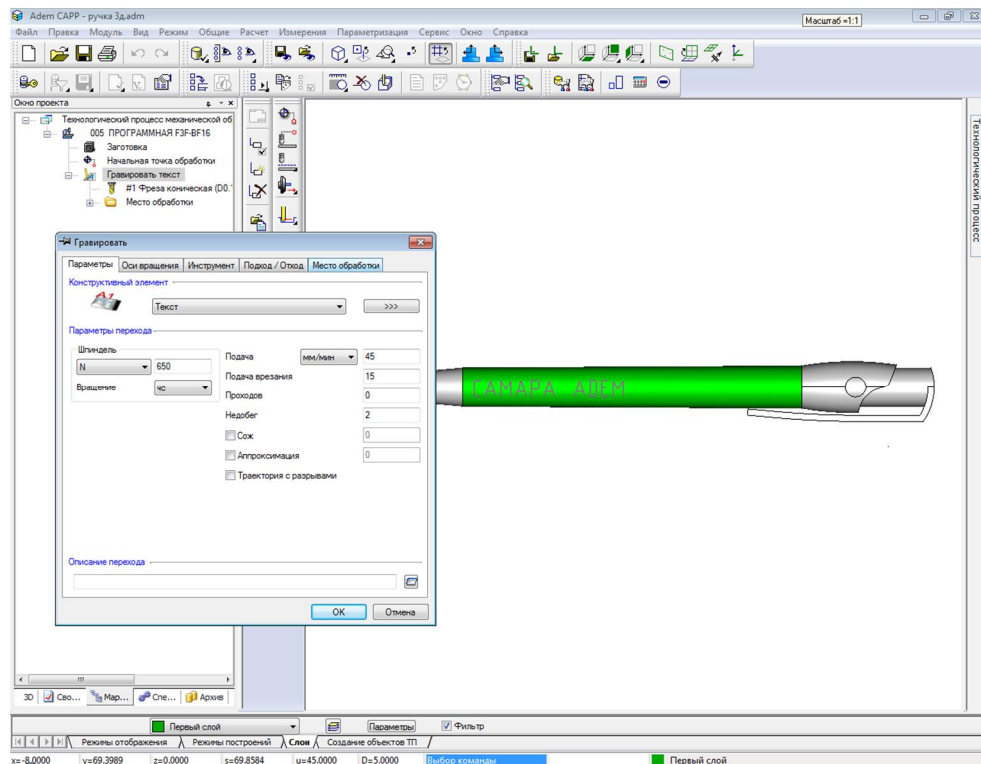 Adem CAPP - ручка 3д.adm
Масштаб =1:1
Файл Правка Модуль Вид Режим Общие Расчет Измерения Параметризация Сервис Окно Справка
Окно проекта
Технологический процесс механической об
005 ПРОГРАММНАЯ F3F-BF16
Заготовка
Начальная точка обработки
Гравировать текст
#1 Фреза коническая (D0.
Место обработки
Технологический процесс
Гравировать
Параметры Оси вращения Инструмент Подход / Отход Место обработки
Конструктивный элемент
Текст >>>
Параметры перехода
Шпиндель
N 650
Вращение чс
Подача мм/мин 45
Подача врезания 15
Проходов 0
Недобег 2
Сож 0
Аппроксимация 0
Траектория с разрывами
Описание перехода
OK Отмена
САМАРА АДЕМ
3D Сво... Мар... Спе... Архив
Первый слой Параметры Фильтр
Режимы отображения Режимы построений Слои Создание объектов ТП
x=-8.0000 y=69.3989 z=0.0000 s=69.8584 u=45.0000 D=5.0000 Выбор команды Первый слой